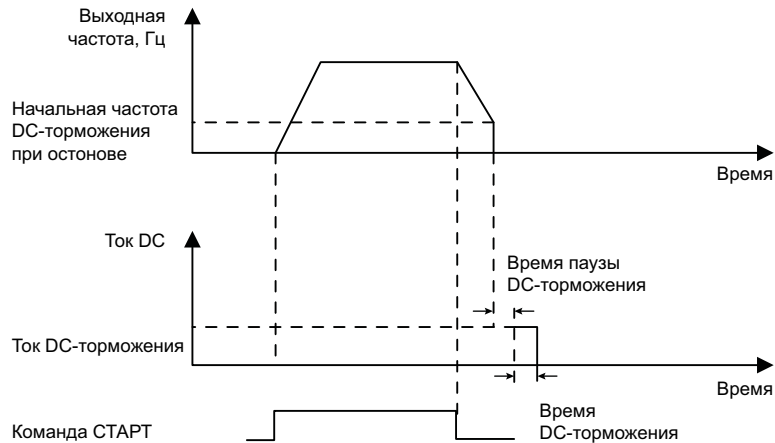 Выходная
частота, Гц
Начальная частота
DC-торможения
при остонове
Время
Ток DC
Время паузы
DC-торможения
Ток DC-торможения
Время
Команда СТАРТ
Время
DC-торможения